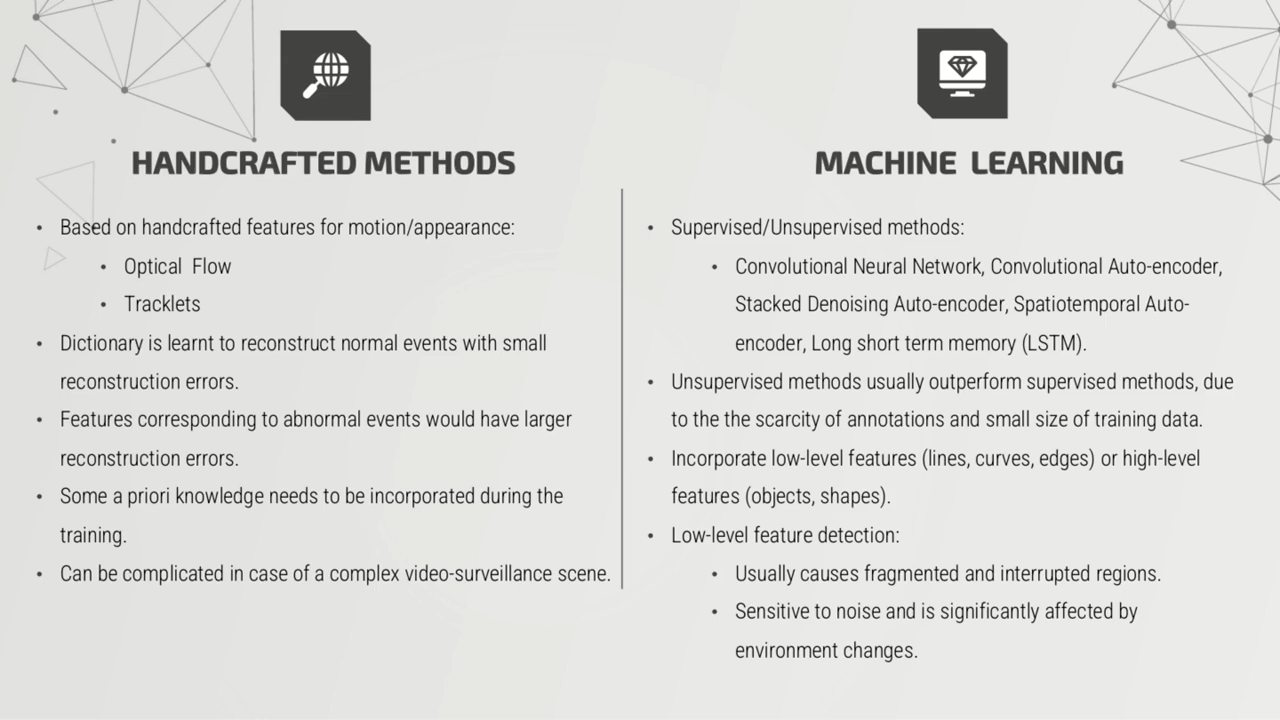 HANDCRAFTED METHODS
• Based on handcrafted features for motion/appearance:
• Optical Flow
• Tracklets
• Dictionary is learnt to reconstruct normal events with small
reconstruction errors.
• Features corresponding to abnormal events would have larger
reconstruction errors.
• Some a priori knowledge needs to be incorporated during the
training.
• Can be complicated in case of a complex video-surveillance scene.
MACHINE LEARNING
• Supervised/Unsupervised methods:
• Convolutional Neural Network, Convolutional Auto-encoder,
Stacked Denoising Auto-encoder, Spatiotemporal Auto-
encoder, Long short term memory (LSTM).
• Unsupervised methods usually outperform supervised methods, due
to the the scarcity of annotations and small size of training data.
• Incorporate low-level features (lines, curves, edges) or high-level
features (objects, shapes).
• Low-level feature detection:
• Usually causes fragmented and interrupted regions.
• Sensitive to noise and is significantly affected by
environment changes.